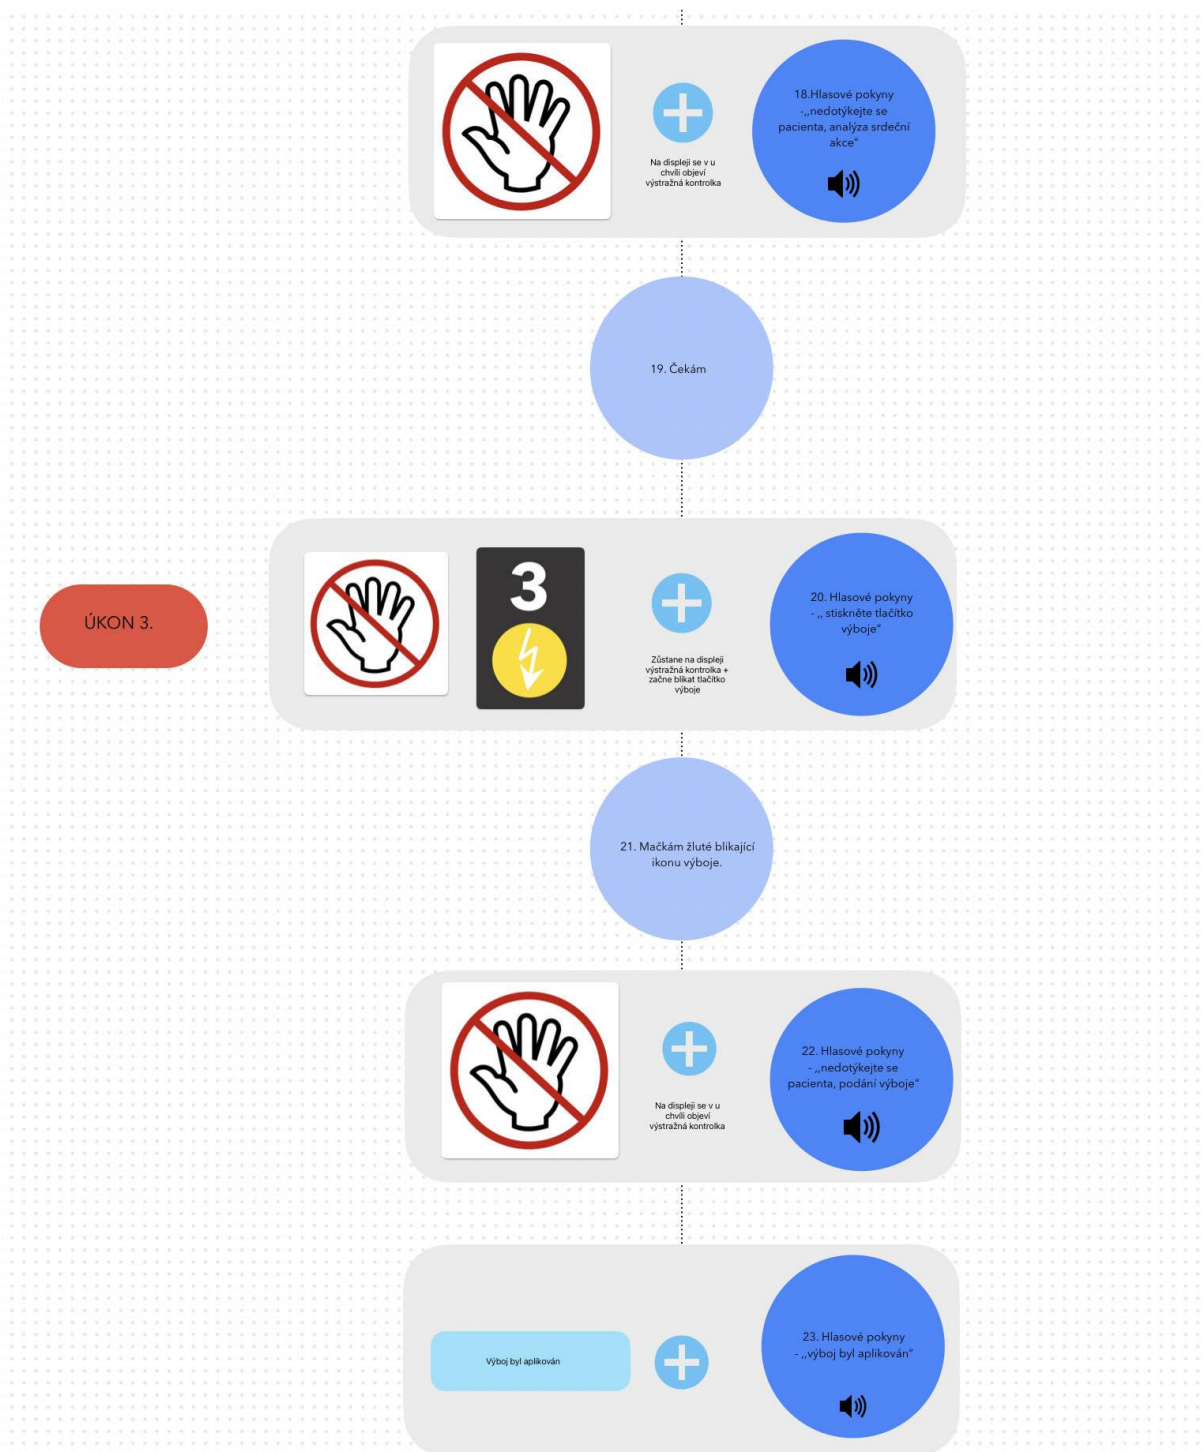 18.Hlasové pokyny
-,,nedotýkejte se
pacienta, analýza srdeční
akce“
Na displeji se v u
chvíli objeví
výstražná kontrolka
19. Čekám
ÚKON 3.
3
Zůstane na displeji
výstražná kontrolka +
začne blikat tlačítko
výboje
20. Hlasové pokyny
- ,, stiskněte tlačítko
výboje“
21. Mačkám žluté blikající
ikonu výboje.
Na displeji se v u
chvíli objeví
výstražná kontrolka
22. Hlasové pokyny
- ,,nedotýkejte se
pacienta, podání výboje“
Výboj byl aplikován
23. Hlasové pokyny
- ,,výboj byl aplikován“